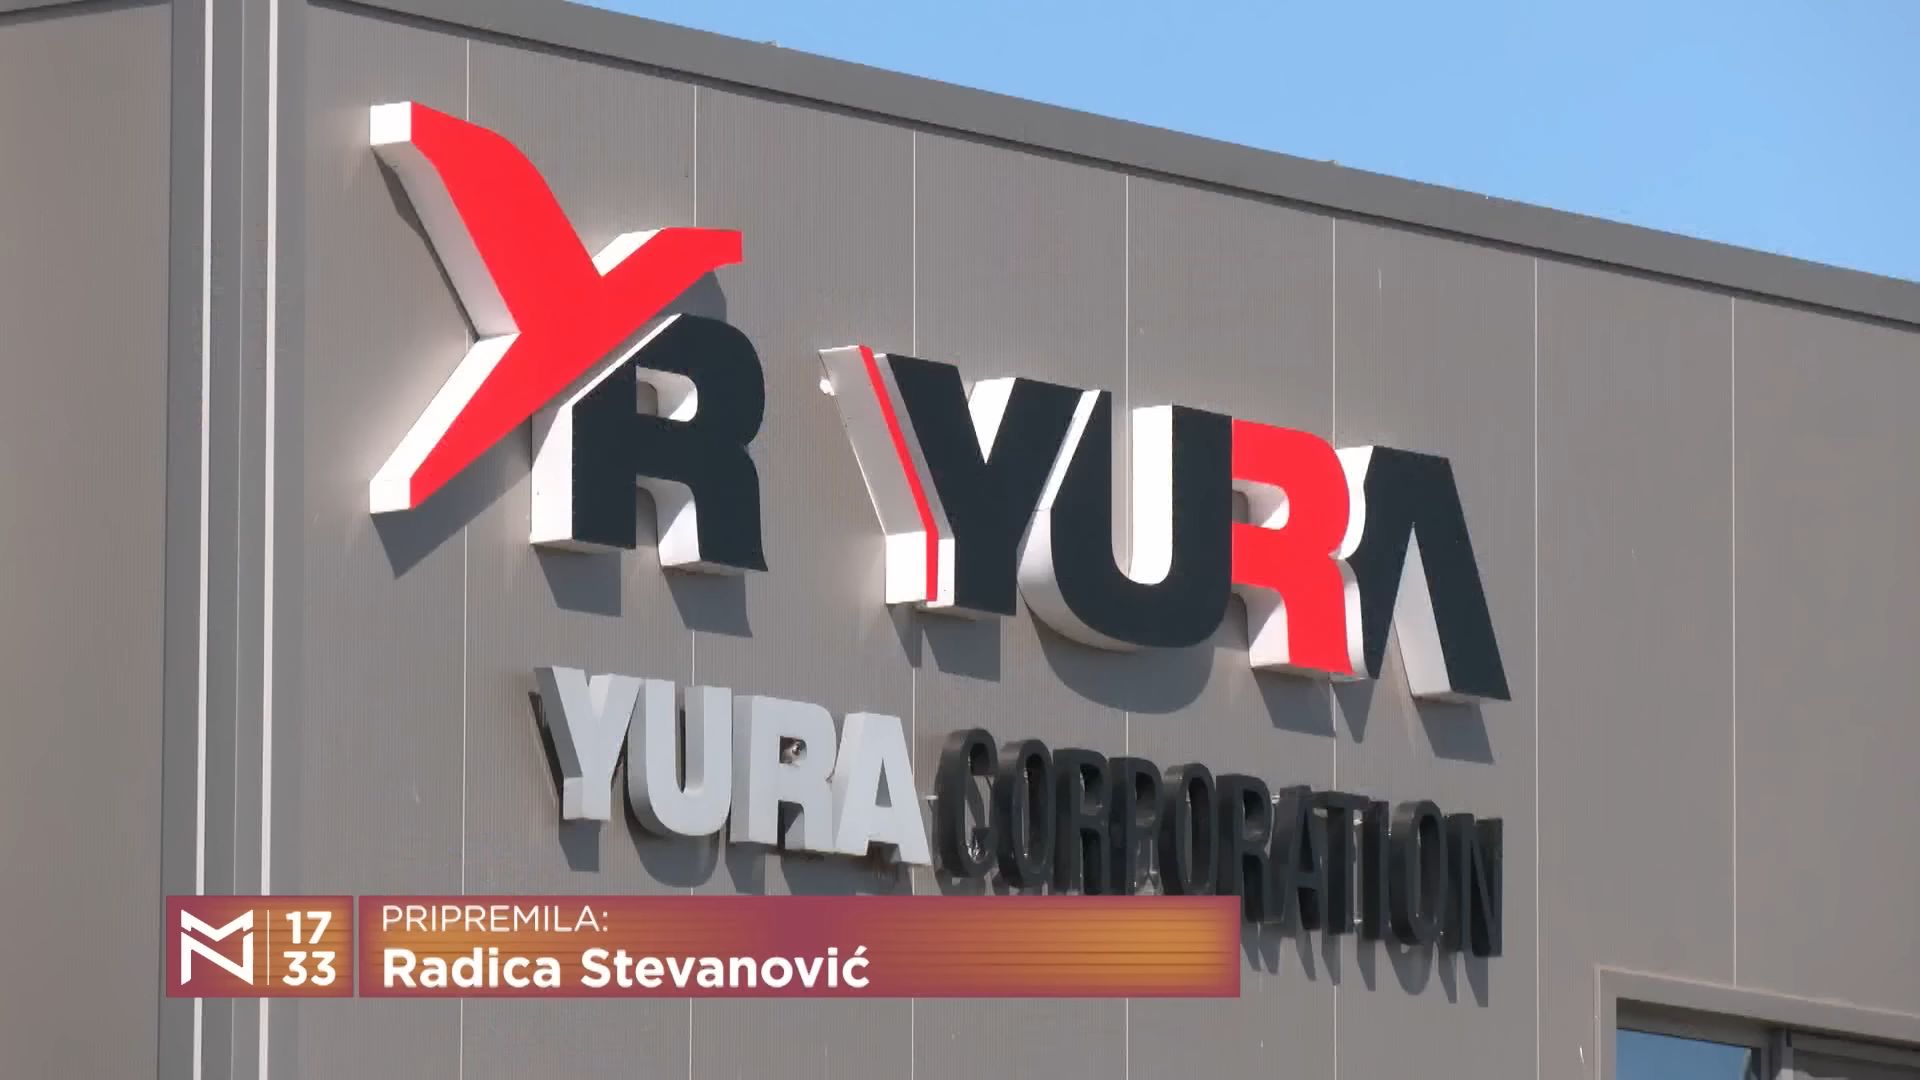 YR YURA
YURA CORPORATION
17
33
PRIPREMILA:
Radica Stevanović